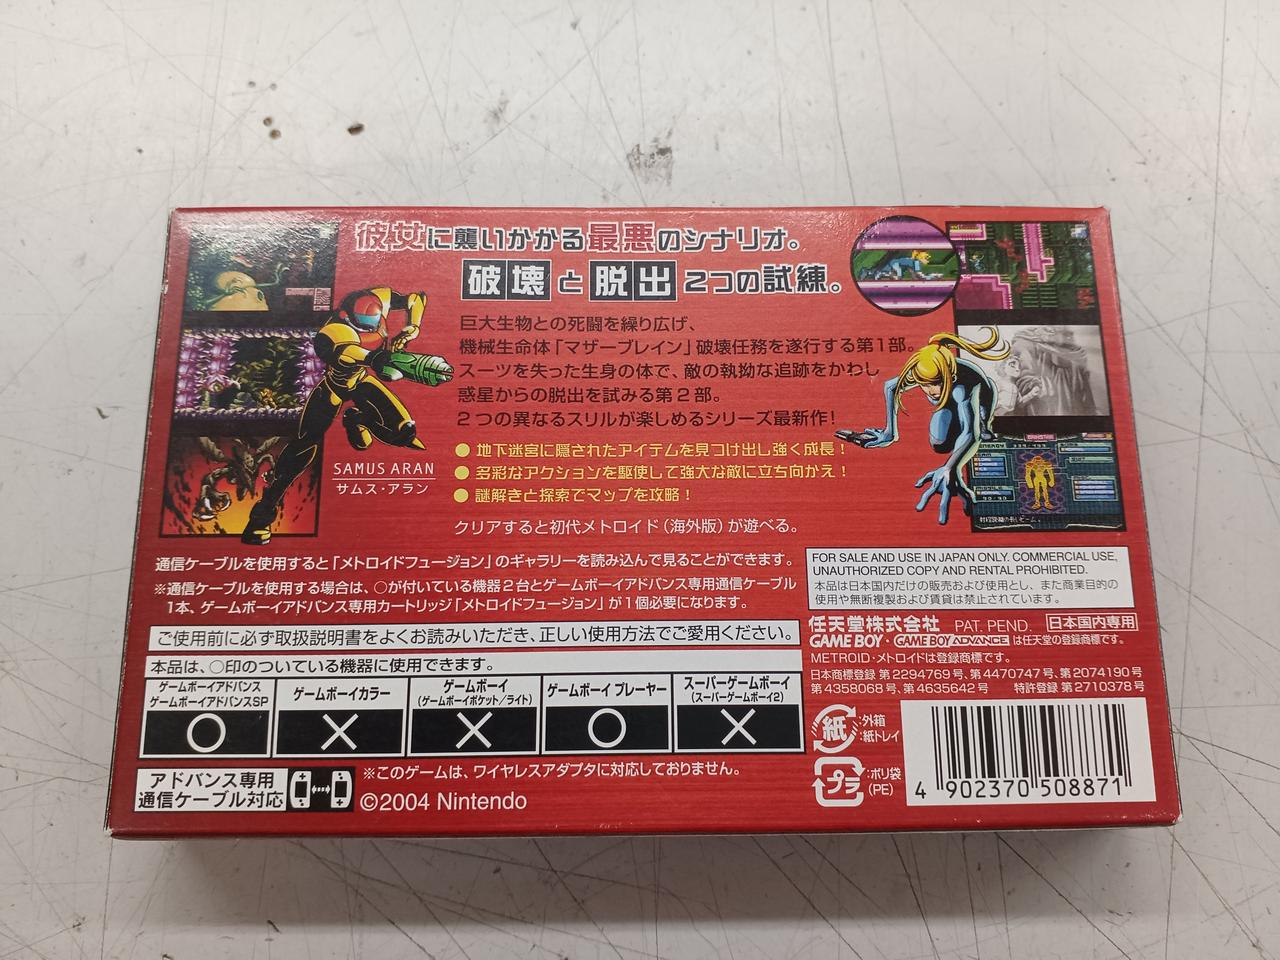 彼女に襲いかかる最悪のシナリオ。
破壊と脱出 2つの試練。
巨大生物との死闘を繰り広げ、
機械生命体「マザーブレイン」破壊任務を遂行する第1部。
スーツを失った生身の体で、敵の執拗な追跡をかわし
惑星からの脱出を試みる第2部。
2つの異なるスリルが楽しめるシリーズ最新作!
● 地下迷宮に隠されたアイテムを見つけ出し強く成長!
● 多彩なアクションを駆使して強大な敵に立ち向かえ!
● 謎解きと探索でマップを攻略!
クリアすると初代メトロイド(海外版)が遊べる。
SAMUS ARAN
サムス・アラン
ENERGY
通信ケーブルを使用すると「メトロイドフュージョン」のギャラリーを読み込んで見ることができます。
※通信ケーブルを使用する場合は、○が付いている機器2台とゲームボーイアドバンス専用通信ケーブル
1本、ゲームボーイアドバンス専用カートリッジ「メトロイドフュージョン」が1個必要になります。
ご使用前に必ず取扱説明書をよくお読みいただき、正しい使用方法でご愛用ください。
本品は、○印のついている機器に使用できます。
ゲームボーイアドバンス
ゲームボーイアドバンスSP
○
ゲームボーイカラー
×
ゲームボーイ
(ゲームボーイポケット/ライト)
×
ゲームボーイ プレーヤー
○
スーパーゲームボーイ
(スーパーゲームボーイ2)
×
アドバンス専用
通信ケーブル対応
※このゲームは、ワイヤレスアダプタに対応しておりません。
©2004 Nintendo
FOR SALE AND USE IN JAPAN ONLY. COMMERCIAL USE,
UNAUTHORIZED COPY AND RENTAL PROHIBITED.
本品は日本国内だけの販売および使用とし、また商業目的の
使用や無断複製および賃貸は禁止されています。
任天堂株式会社 PAT. PEND. 日本国内専用
GAME BOY・GAME BOY ADVANCE は任天堂の登録商標です。
METROID・メトロイドは登録商標です。
日本商標登録 第2294769号、第4470747号、第2074190号
第4358068号、第4635642号 特許登録 第2710378号
紙 :外箱
:紙トレイ
プラ :ポリ袋
(PE)
4 902370 508871